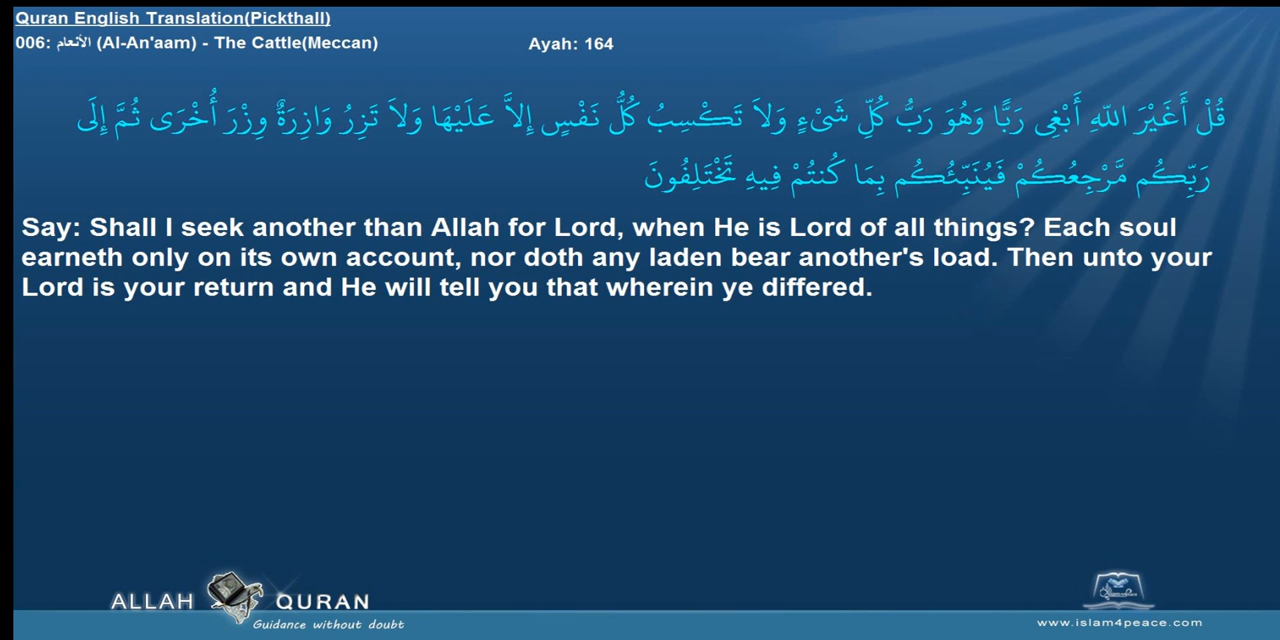 Quran English Translation(Pickthall)
006: الأنعام (Al-An'aam) - The Cattle(Meccan)
Ayah: 164
قُلْ أَغَيْرَ اللّهِ أَبْغِى رَبًّا وَهُوَ رَبُّ كُلِّ شَىْءٍ وَلاَ تَكْسِبُ كُلُّ نَفْسٍ إِلاَّ عَلَيْهَا وَلاَ تَزِرُ وَازِرَةٌ وِزْرَ أُخْرَى ثُمَّ إِلَى
رَبِّكُم مَّرْجِعُكُمْ فَيُنَبِّئُكُم بِمَا كُنتُمْ فِيهِ تَخْتَلِفُونَ
Say: Shall I seek another than Allah for Lord, when He is Lord of all things? Each soul
earneth only on its own account, nor doth any laden bear another's load. Then unto your
Lord is your return and He will tell you that wherein ye differed.
ALLAH QURAN
Guidance without doubt
www.islam4peace.com